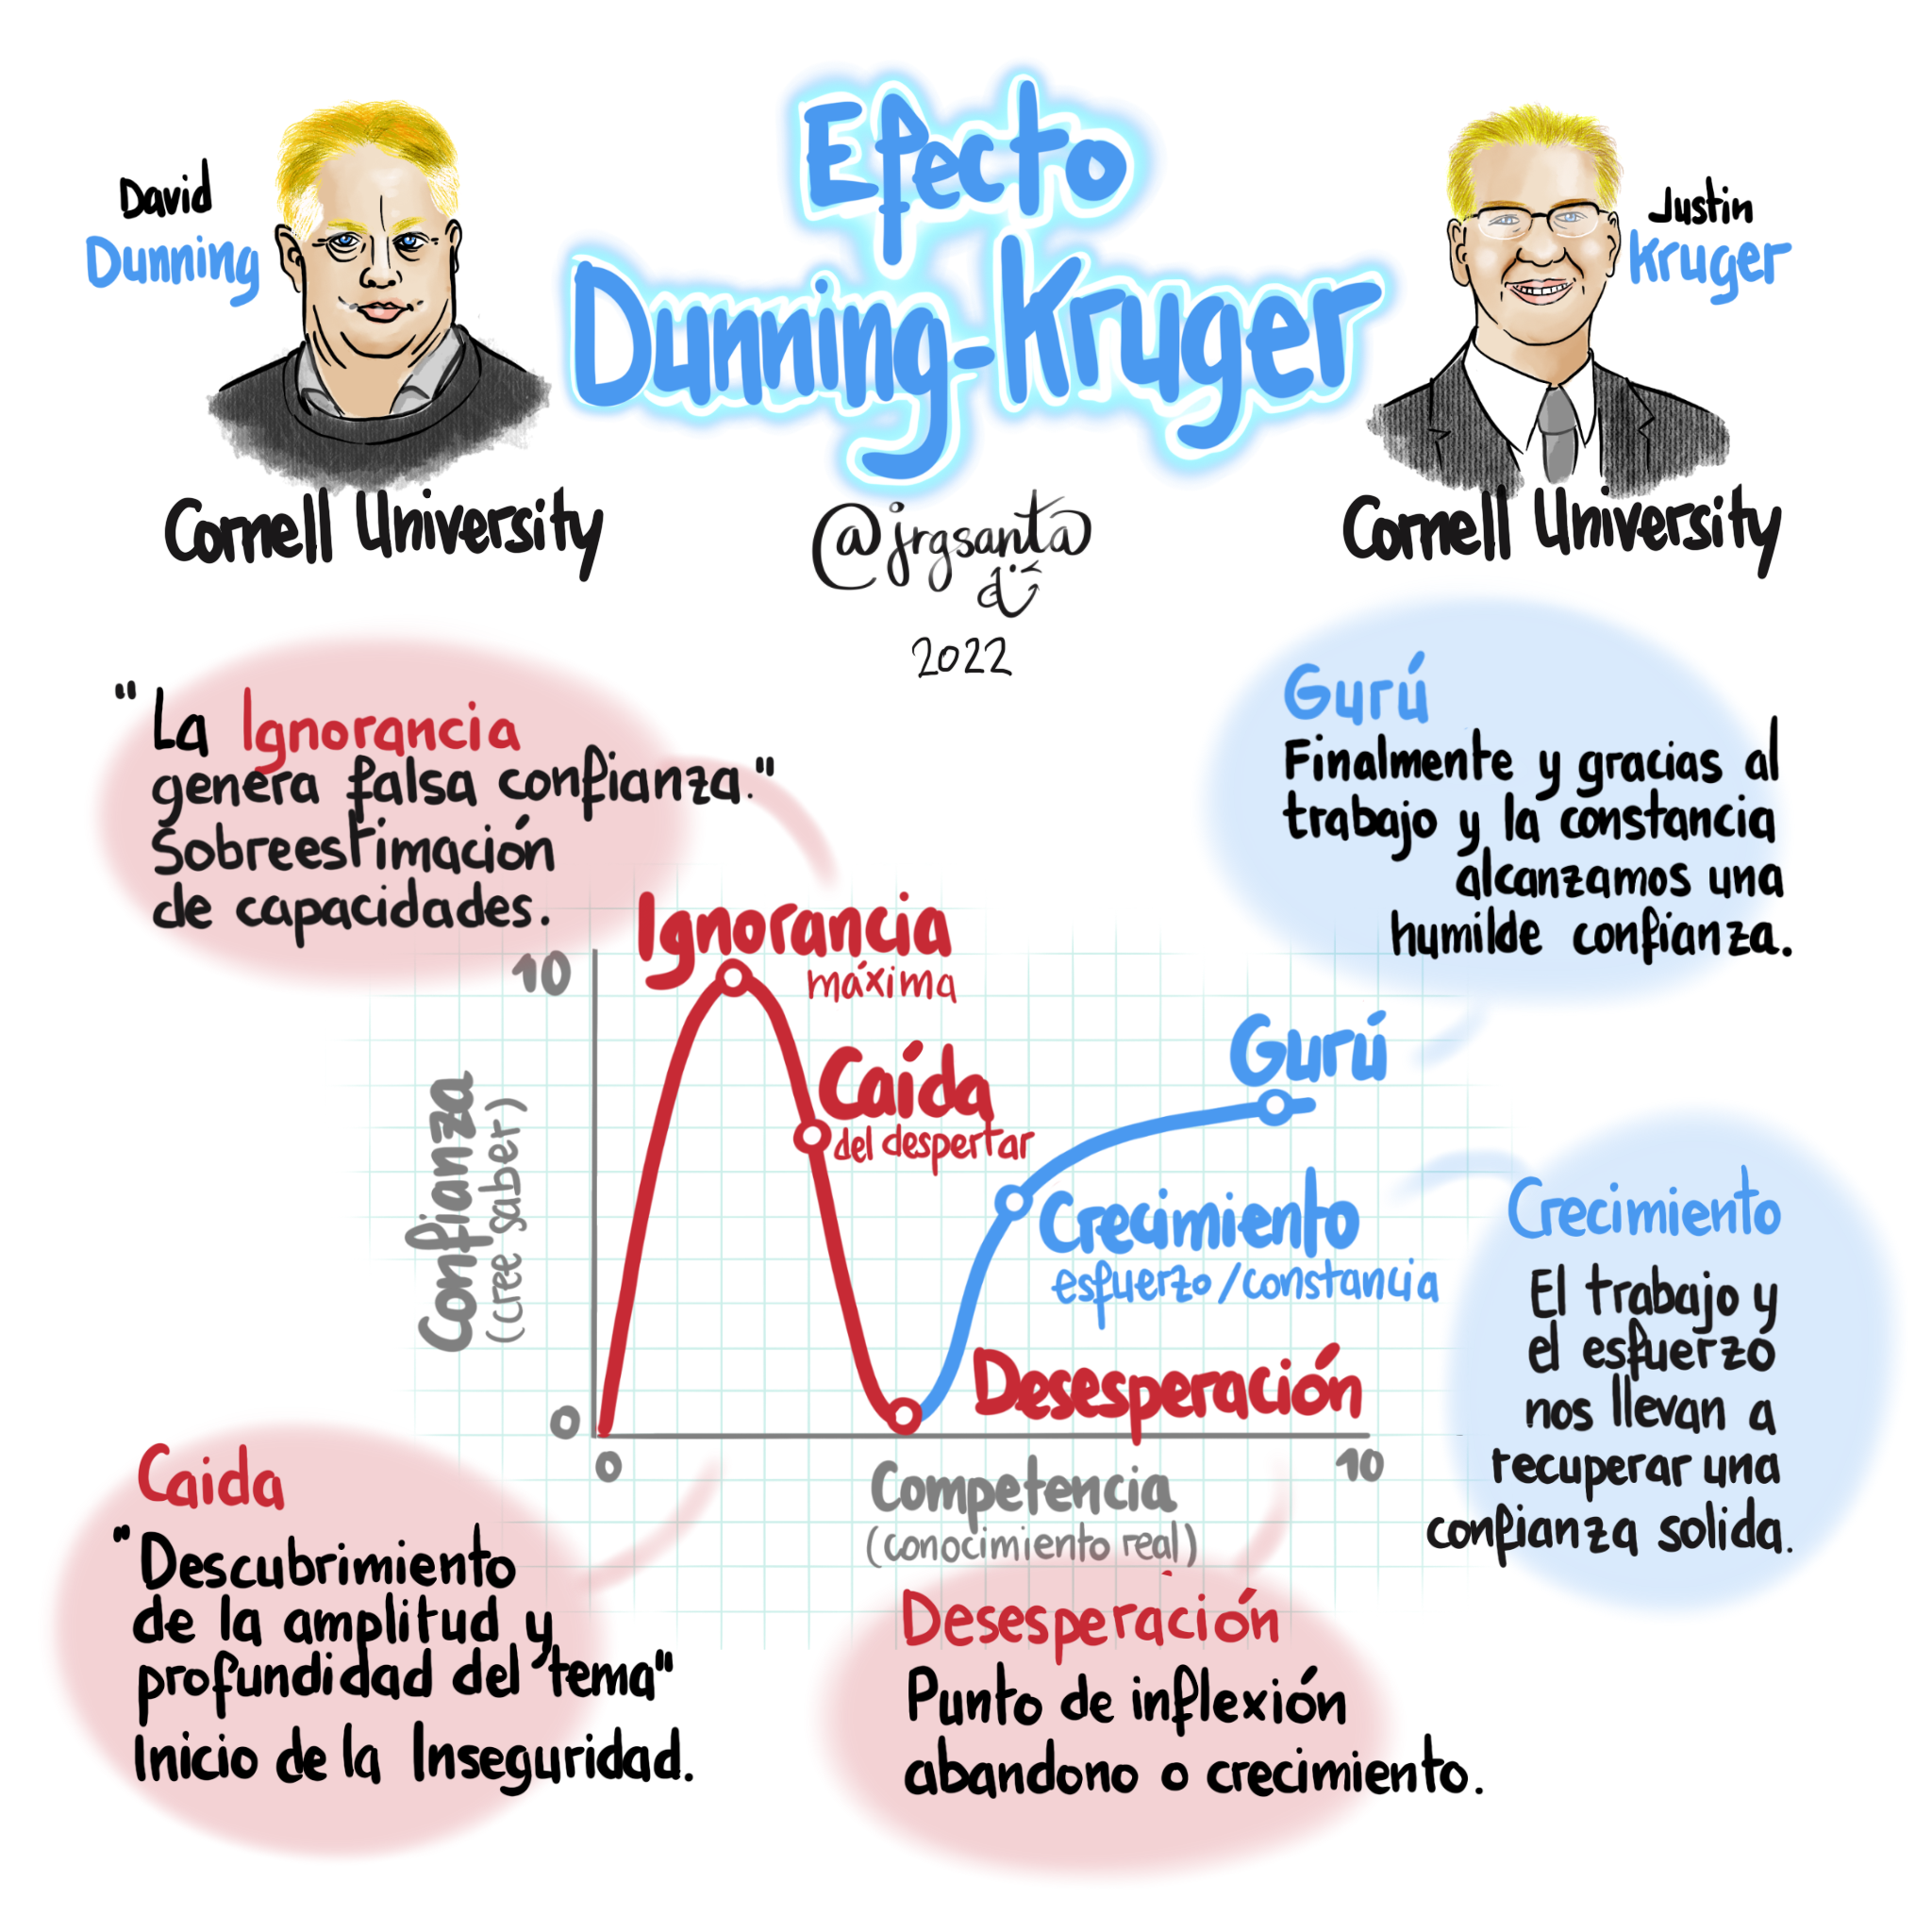 David
Dunning
Cornell University
Efecto
Dunning-Kruger
@jrgsanta
2022
Justin
Kruger
Cornell University
"La Ignorancia
genera falsa confianza."
Sobreestimación
de capacidades.
Gurú
Finalmente y gracias al
trabajo y la constancia
alcanzamos una
humilde confianza.
10
Ignorancia
máxima
Caída
del despertar
Gurú
Crecimiento
esfuerzo/constancia
Desesperación
Confianza
(cree saber)
0
0
10
Competencia
(conocimiento real)
Crecimiento
El trabajo y
el esfuerzo
nos llevan a
recuperar una
confianza solida.
Caida
"Descubrimiento
de la amplitud y
profundidad del tema"
Inicio de la Inseguridad.
Desesperación
Punto de inflexión
abandono o crecimiento.